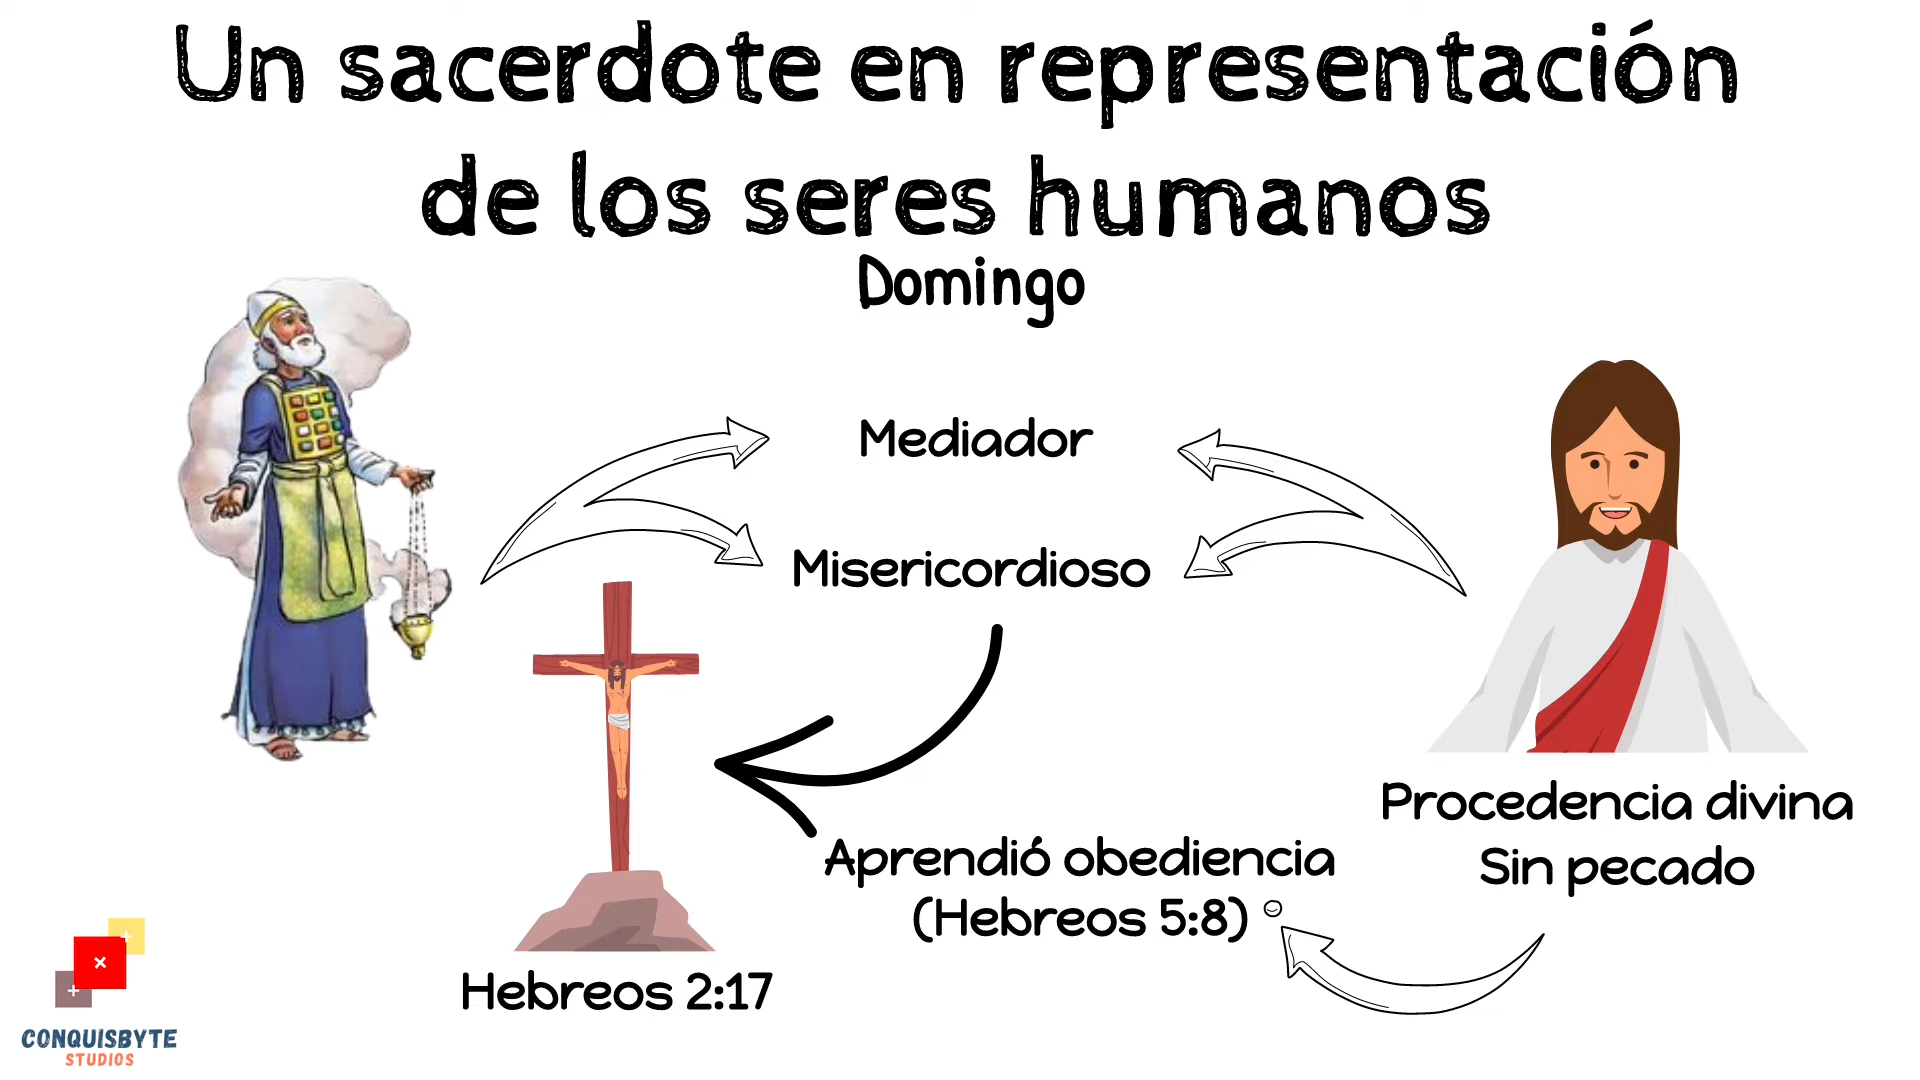 Un sacerdote en representación
de los seres humanos
Domingo
Mediador
Misericordioso
Procedencia divina
Sin pecado
Aprendió obediencia
(Hebreos 5:8)
Hebreos 2:17
CONQUISBYTE
STUDIOS